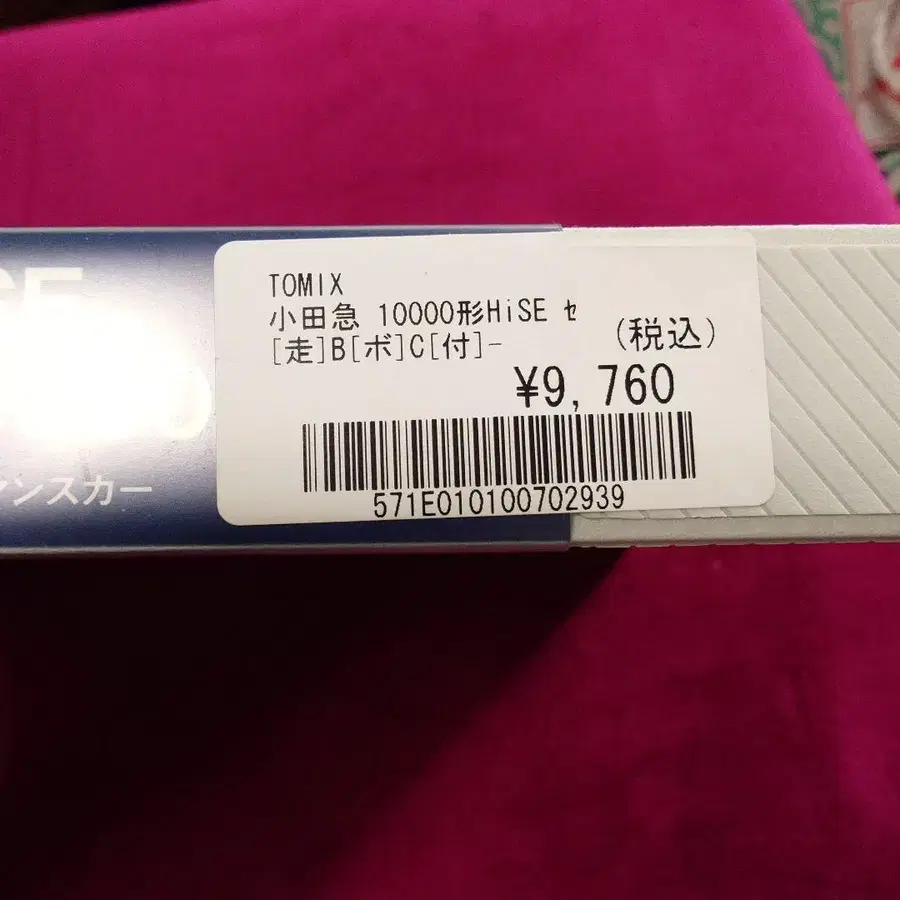 TOMIX
小田急 10000形HiSE ｾ
[走]B[ボ]C[付]-
(税込)
¥9,760
571E010100702939
ンスカー